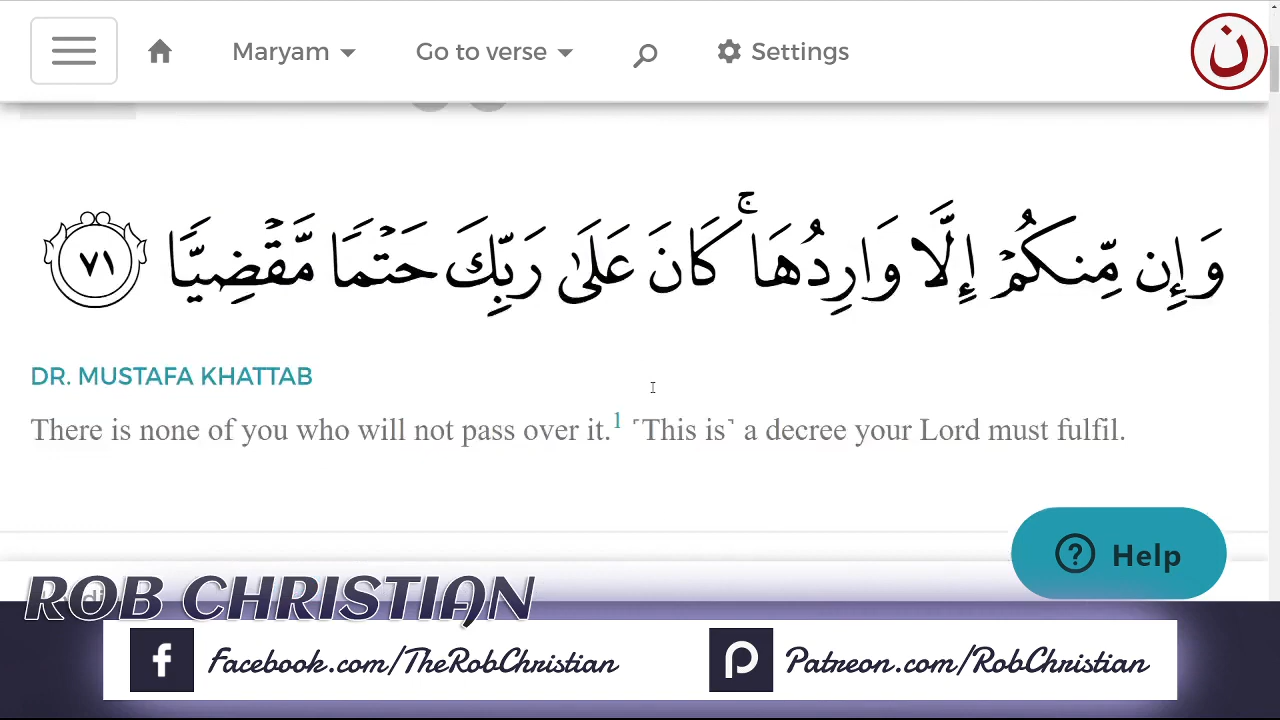 Maryam Go to verse Settings ن
وَإِن مِّنكُمْ إِلَّا وَارِدُهَا ۚ كَانَ عَلَىٰ رَبِّكَ حَتْمًا مَّقْضِيًّا ٧١
DR. MUSTAFA KHATTAB
There is none of you who will not pass over it.1 ˹This is˺ a decree your Lord must fulfil.
? Help
ROB CHRISTIAN
f Facebook.com/TheRobChristian Patreon.com/RobChristian